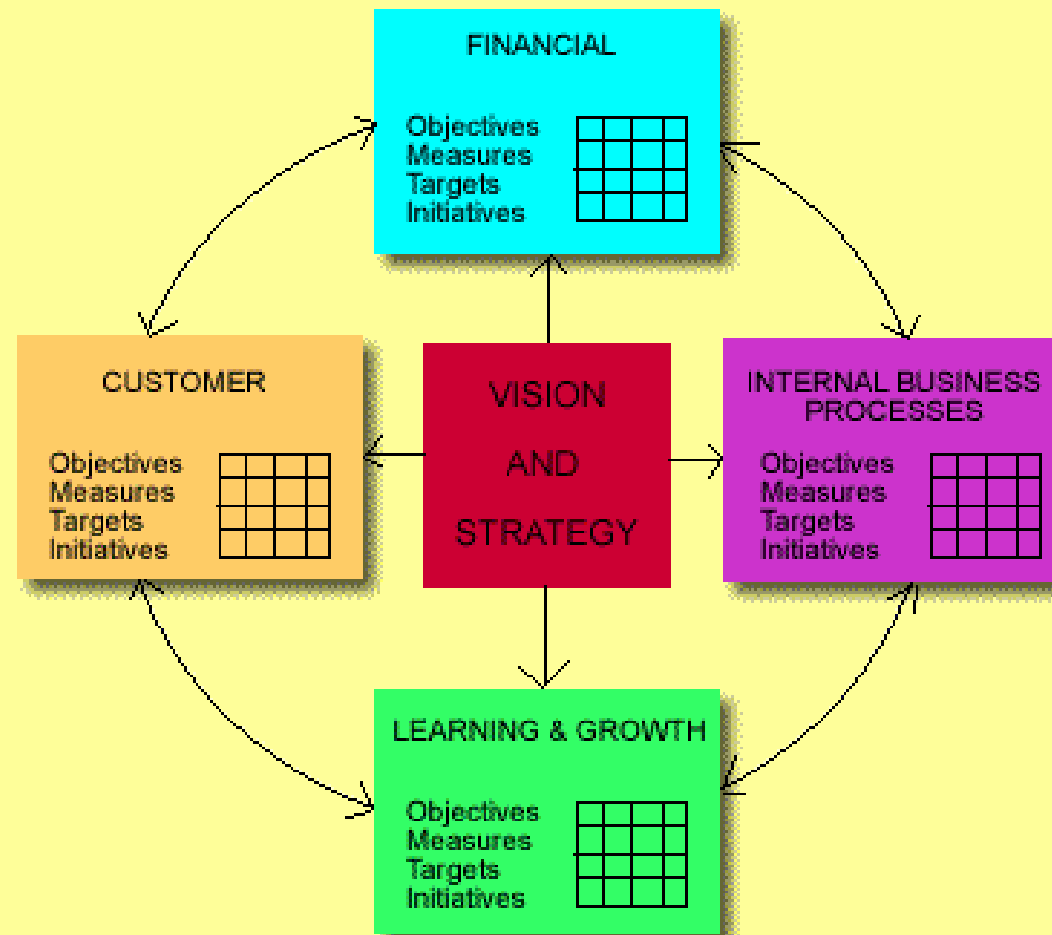 FINANCIAL
Objectives
Measures
Targets
Initiatives
CUSTOMER
Objectives
Measures
Targets
Initiatives
VISION
AND
STRATEGY
INTERNAL BUSINESS
PROCESSES
Objectives
Measures
Targets
Initiatives
LEARNING & GROWTH
Objectives
Measures
Targets
Initiatives